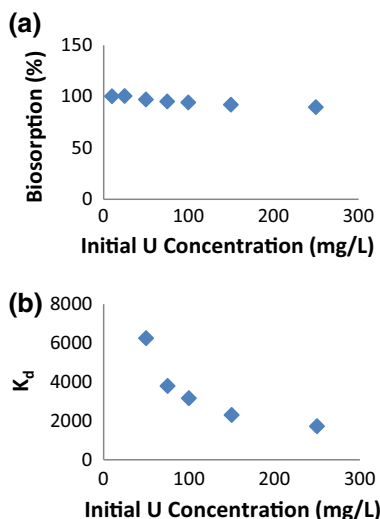 (a)
Biosorption (%)
150
100
50
0
0 100 200 300
Initial U Concentration (mg/L)
(b)
K_d
8000
6000
4000
2000
0
0 100 200 300
Initial U Concentration (mg/L)